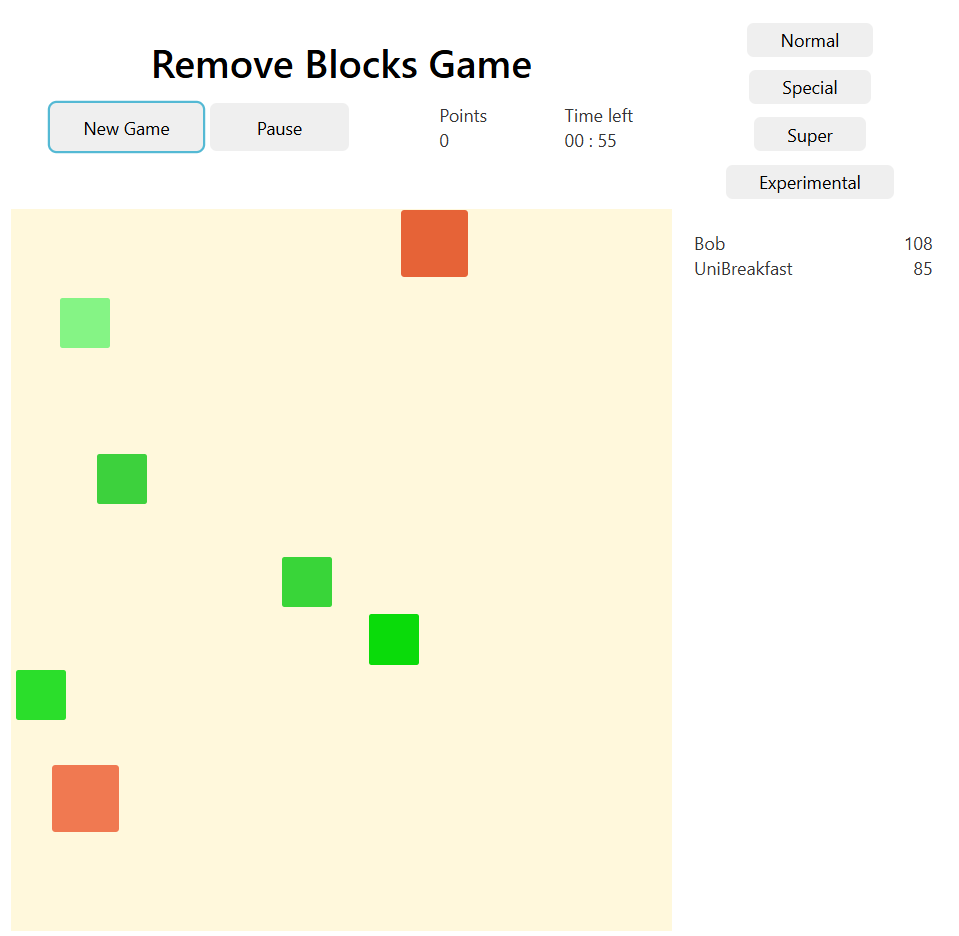 Remove Blocks Game
New Game
Pause
Points
0
Time left
00 : 55
Normal
Special
Super
Experimental
Bob 108
UniBreakfast 85